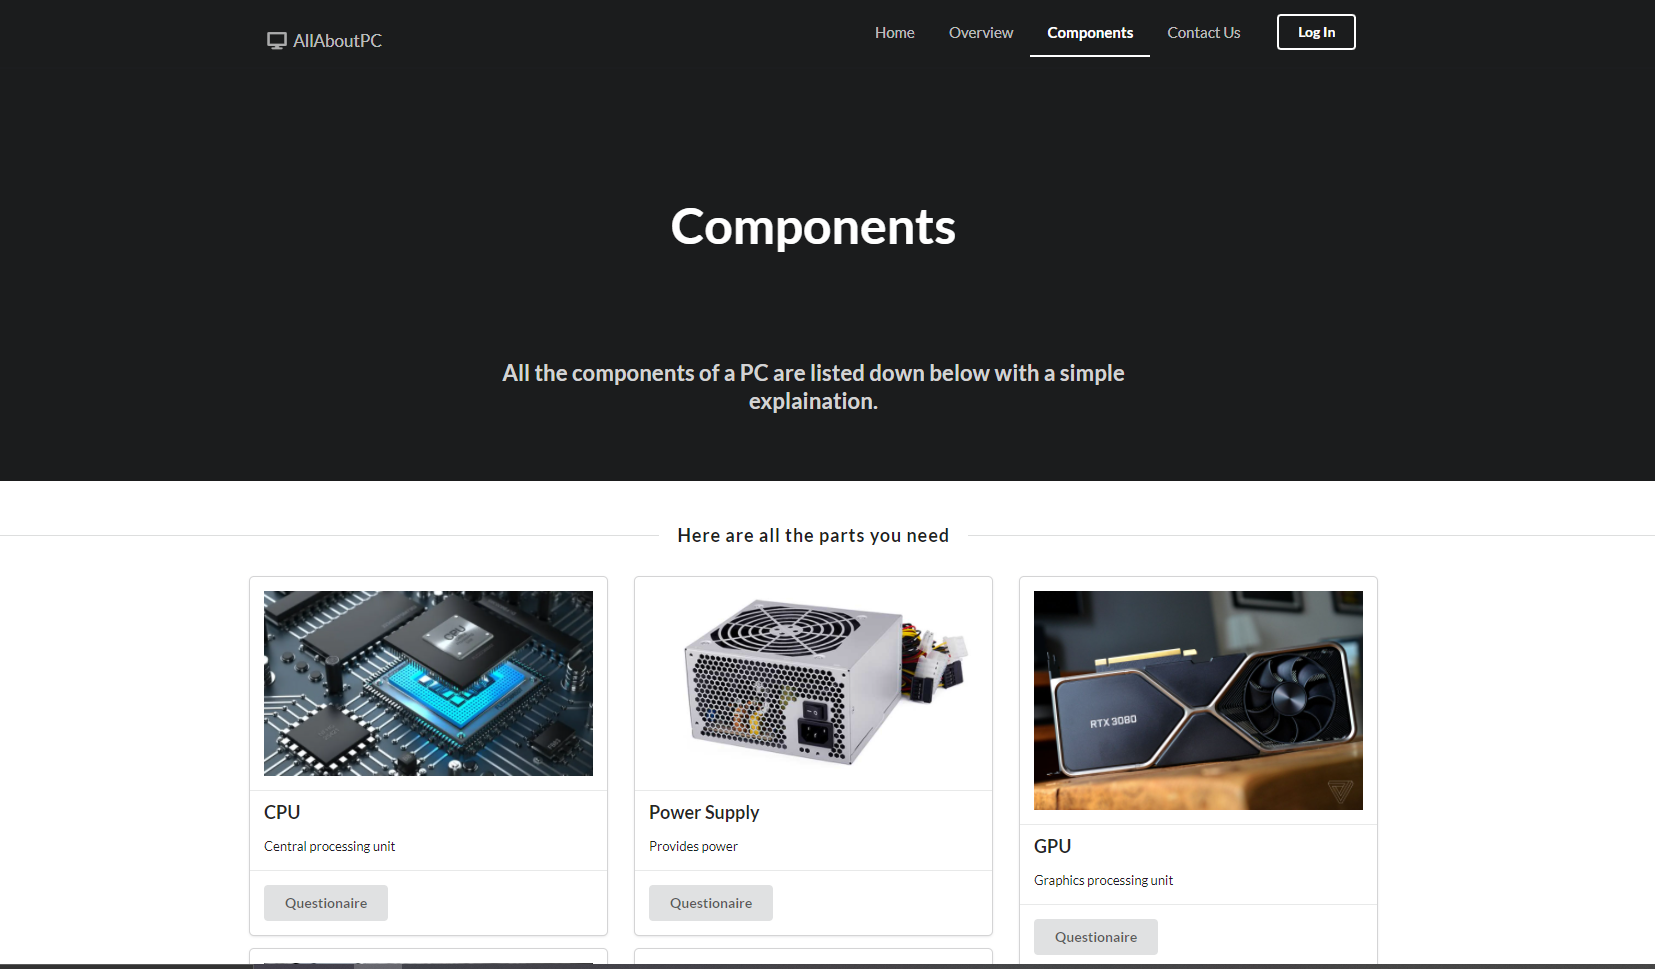 AllAboutPC
Home
Overview
Components
Contact Us
Log In
Components
All the components of a PC are listed down below with a simple
explaination.
Here are all the parts you need
CPU
RTX 3080
CPU
Central processing unit
Questionaire
Power Supply
Provides power
Questionaire
GPU
Graphics processing unit
Questionaire